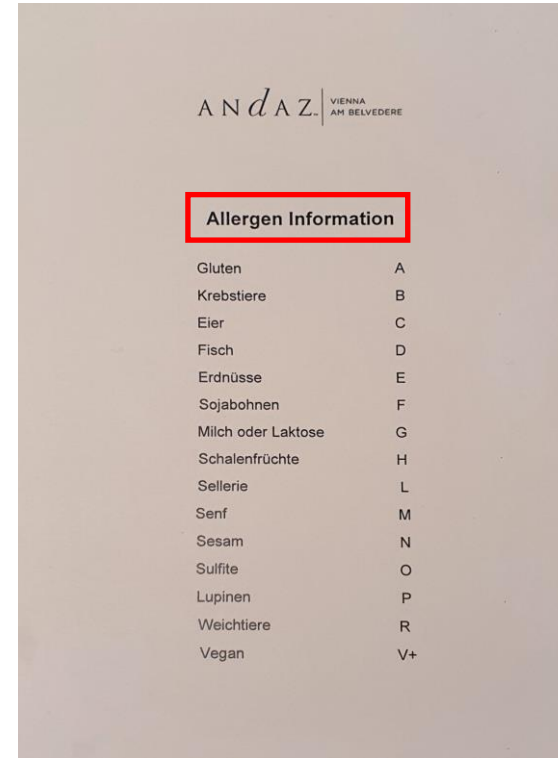 ANdAZ™ VIENNA
AM BELVEDERE
Allergen Information
Gluten A
Krebstiere B
Eier C
Fisch D
Erdnüsse E
Sojabohnen F
Milch oder Laktose G
Schalenfrüchte H
Sellerie L
Senf M
Sesam N
Sulfite O
Lupinen P
Weichtiere R
Vegan V+